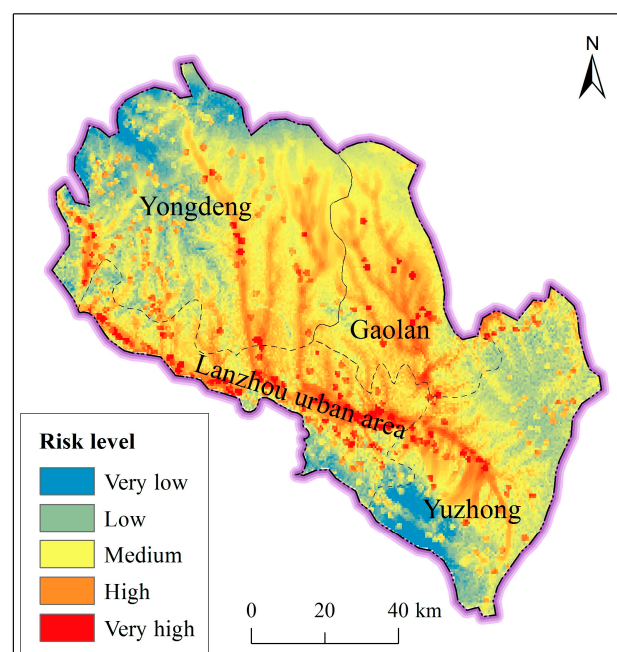 N
Yongdeng
Gaolan
Lanzhou urban area
Yuzhong
Risk level
Very low
Low
Medium
High
Very high
0 20 40 km